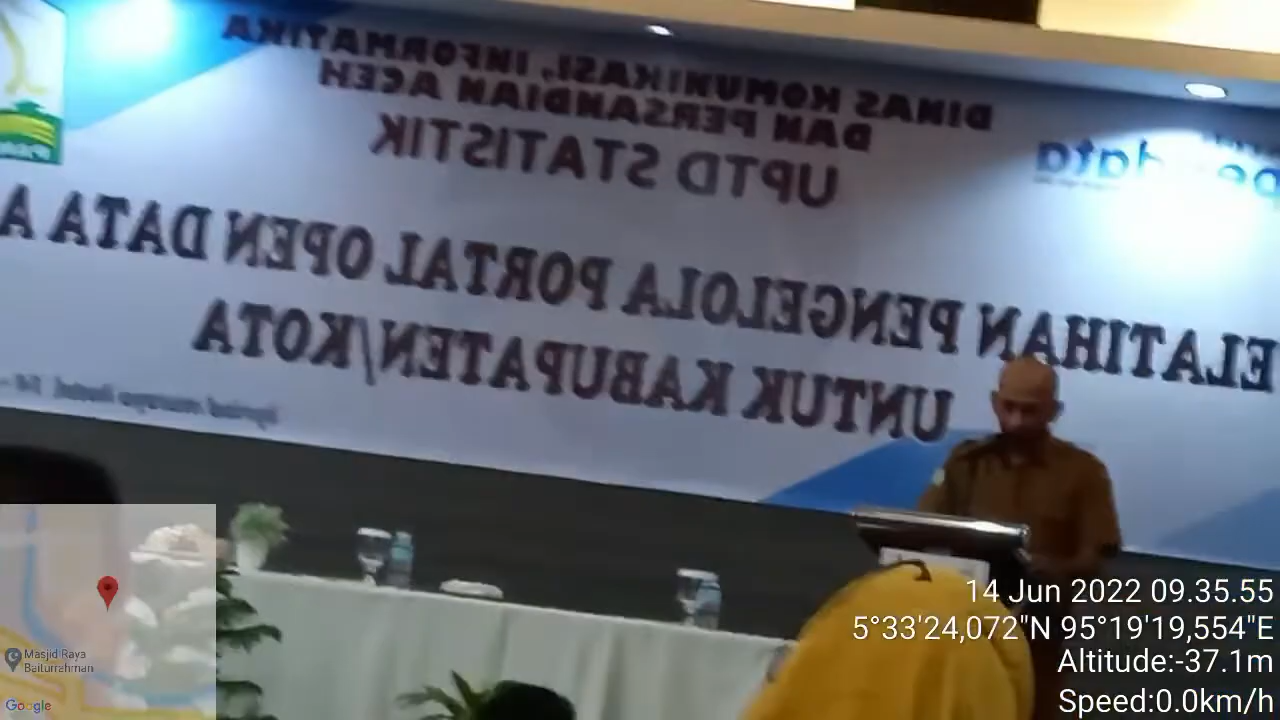 DINAS KOMUNIKASI, INFORMATIKA
DAN PERSANDIAN ACEH
UPTD STATISTIK
ELATIHAN PENGELOLA PORTAL OPEN DATA A
UNTUK KABUPATEN/KOTA
data
14 Jun 2022 09.35.55
5°33'24,072"N 95°19'19,554"E
Altitude:-37.1m
Speed:0.0km/h
Masjid Raya
Baiturrahman
Google